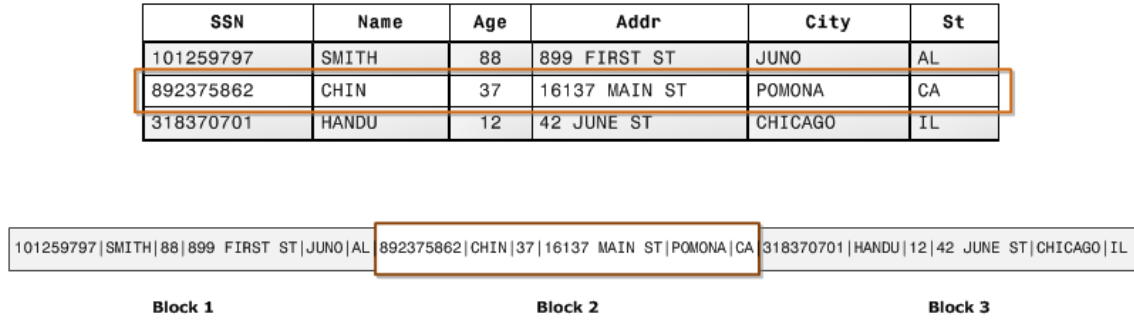 SSN Name Age Addr City St
101259797 SMITH 88 899 FIRST ST JUNO AL
892375862 CHIN 37 16137 MAIN ST POMONA CA
318370701 HANDU 12 42 JUNE ST CHICAGO IL
101259797|SMITH|88|899 FIRST ST|JUNO|AL 892375862|CHIN|37|16137 MAIN ST|POMONA|CA 318370701|HANDU|12|42 JUNE ST|CHICAGO|IL
Block 1 Block 2 Block 3